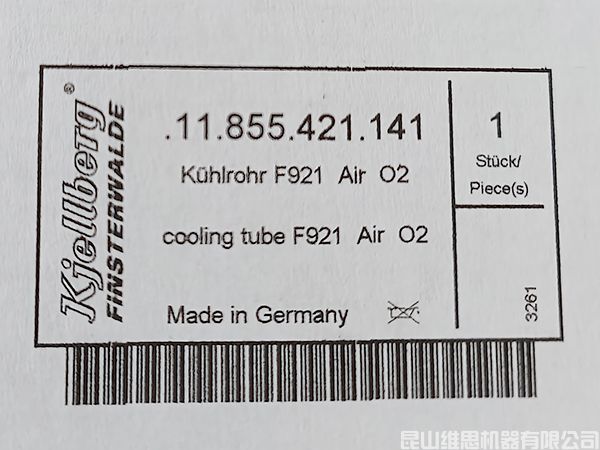 Kjellberg®
FINSTERWALDE
.11.855.421.141
Kühlrohr F921 Air O2
cooling tube F921 Air O2
Made in Germany
1
Stück/
Piece(s)
3261
昆山维思机器有限公司